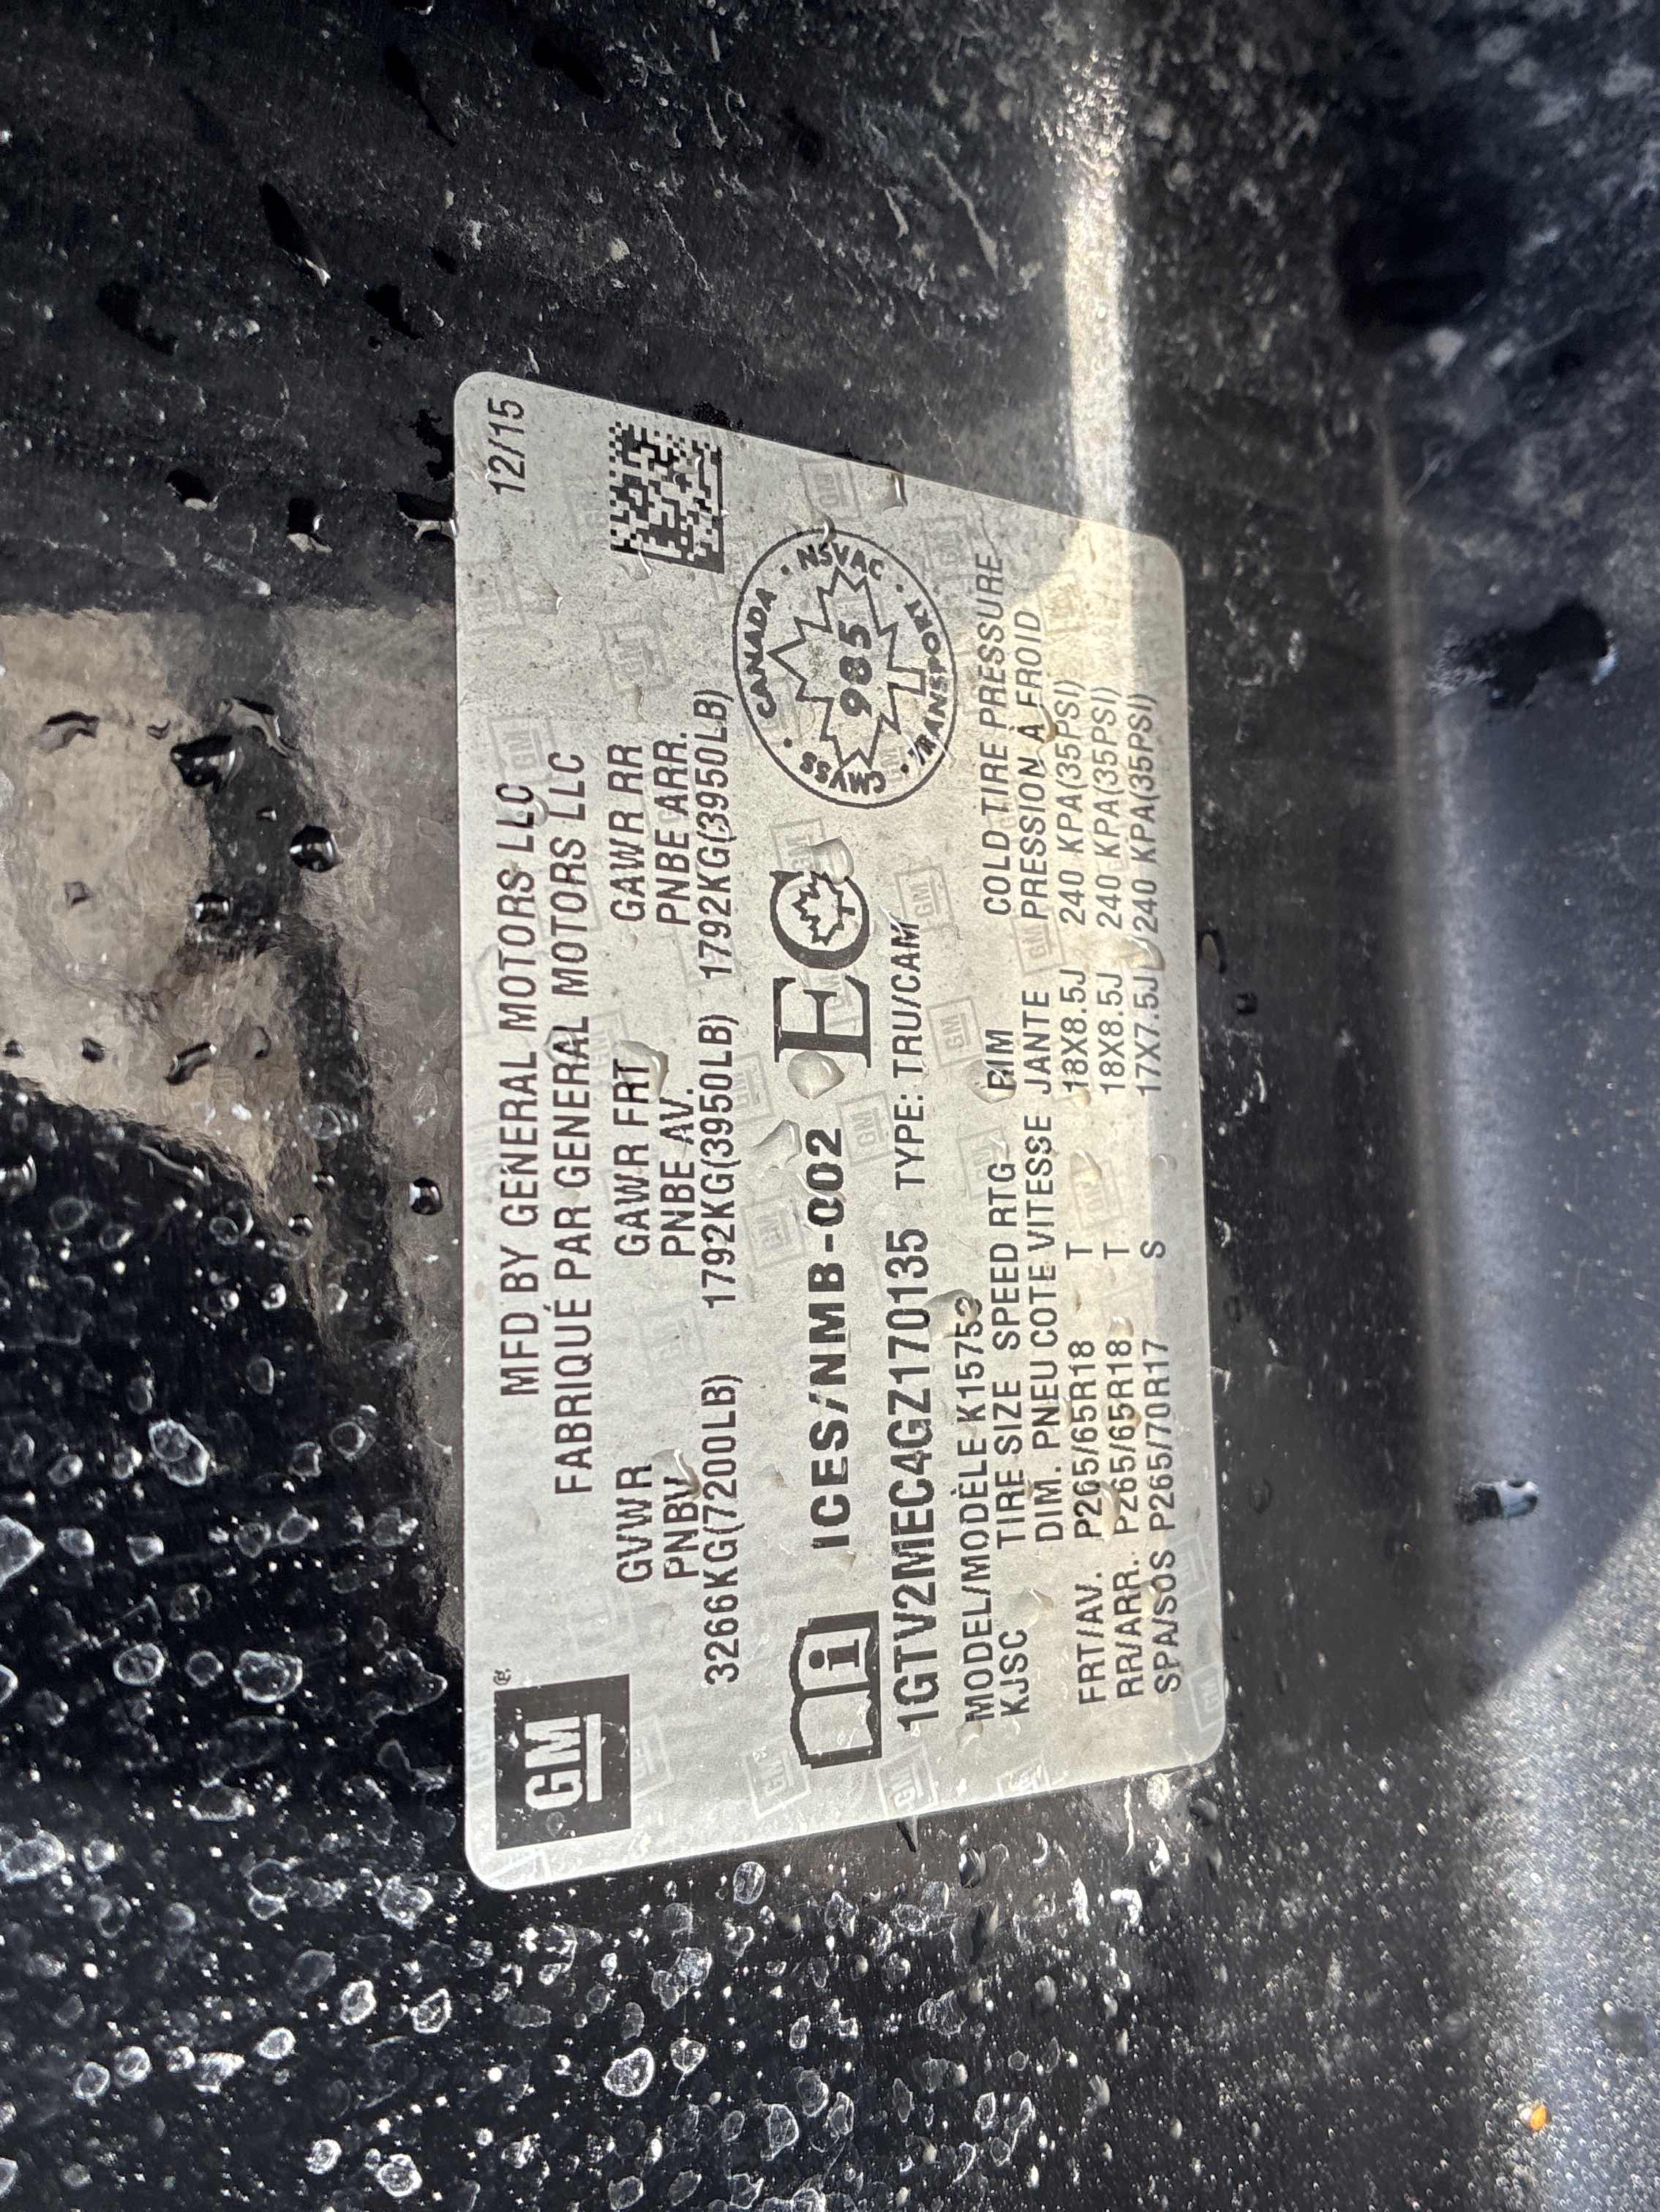 GM®
MFD BY GENERAL MOTORS LLC 12/15
FABRIQUÉ PAR GENERAL MOTORS LLC
GVWR GAWR FRT GAWR RR
PNBV PNBE AV. PNBE ARR.
3266KG(7200LB) 1792KG(3950LB) 1792KG(3950LB)
i ICES/NMB-002 EC
CANADA · NSVAC · TRANSPORT · CMVSS ·
985
1GTV2MEC4GZ170135 TYPE: TRU/CAM
MODEL/MODÈLE K15753
KJSC TIRE SIZE SPEED RTG RIM COLD TIRE PRESSURE
DIM. PNEU COTE VITESSE JANTE PRESSION À FROID
FRT/AV. P265/65R18 T 18X8.5J 240 KPA(35PSI)
RR/ARR. P265/65R18 T 18X8.5J 240 KPA(35PSI)
SPA/SOS P265/70R17 S 17X7.5J 240 KPA(35PSI)